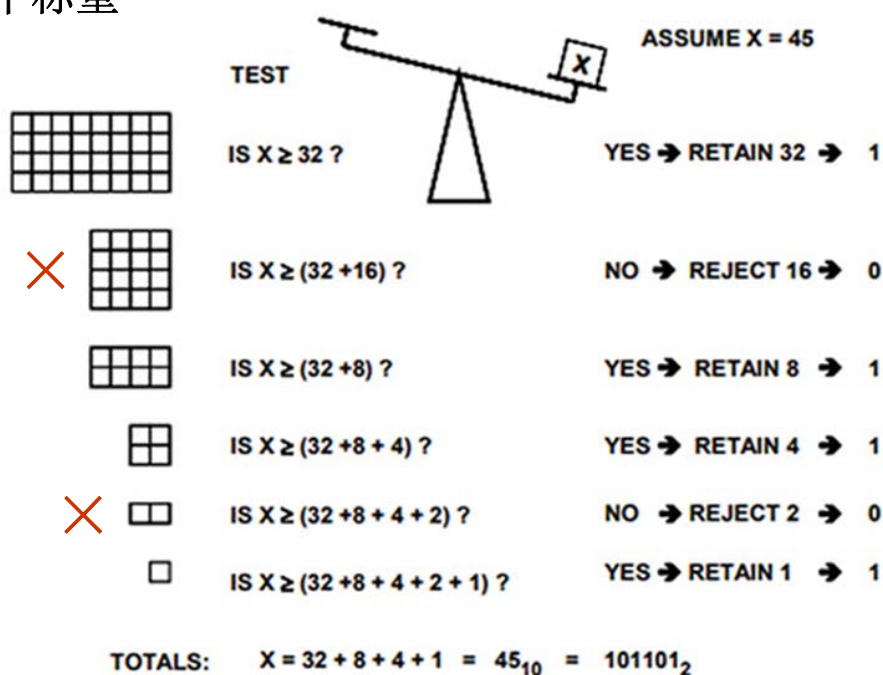 平称量
ASSUME X = 45
TEST
X
IS X ≥ 32 ? YES ➔ RETAIN 32 ➔ 1
IS X ≥ (32 +16) ? NO ➔ REJECT 16 ➔ 0
IS X ≥ (32 +8) ? YES ➔ RETAIN 8 ➔ 1
IS X ≥ (32 +8 + 4) ? YES ➔ RETAIN 4 ➔ 1
IS X ≥ (32 +8 + 4 + 2) ? NO ➔ REJECT 2 ➔ 0
IS X ≥ (32 +8 + 4 + 2 + 1) ? YES ➔ RETAIN 1 ➔ 1
TOTALS: X = 32 + 8 + 4 + 1 = 45₁₀ = 101101₂